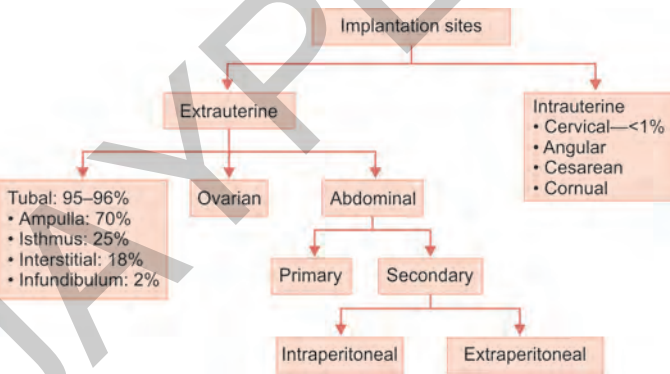 Implantation sites
Extrauterine
Intrauterine
• Cervical—<1%
• Angular
• Cesarean
• Cornual
Tubal: 95–96%
• Ampulla: 70%
• Isthmus: 25%
• Interstitial: 18%
• Infundibulum: 2%
Ovarian
Abdominal
Primary
Secondary
Intraperitoneal
Extraperitoneal
JAYPE